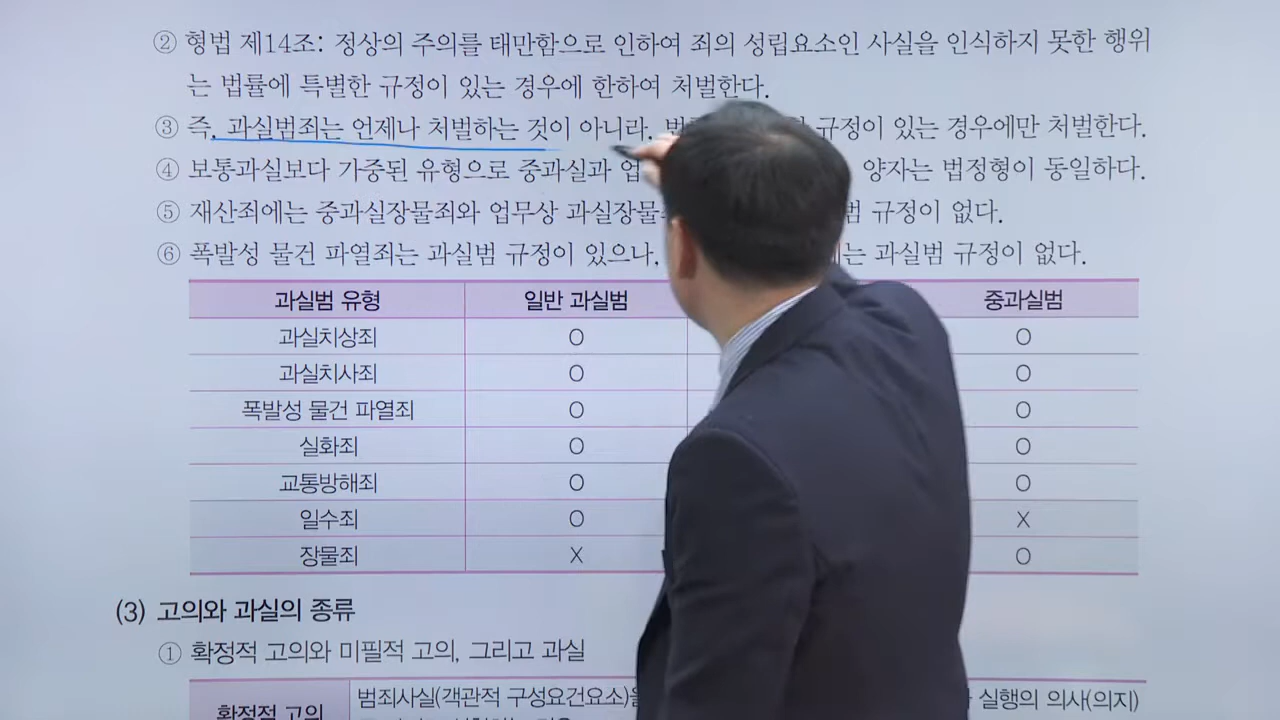 ② 형법 제14조: 정상의 주의를 태만함으로 인하여 죄의 성립요소인 사실을 인식하지 못한 행위
는 법률에 특별한 규정이 있는 경우에 한하여 처벌한다.
③ 즉, 과실범죄는 언제나 처벌하는 것이 아니라, 규정이 있는 경우에만 처벌한다.
④ 보통과실보다 가중된 유형으로 중과실과 양자는 법정형이 동일하다.
⑤ 재산죄에는 중과실장물죄와 업무상 과실장물 규정이 없다.
⑥ 폭발성 물건 파열죄는 과실범 규정이 있으나, 과실범 규정이 없다.
과실범 유형 일반 과실범 중과실범
과실치상죄 O O
과실치사죄 O O
폭발성 물건 파열죄 O O
실화죄 O O
교통방해죄 O O
일수죄 O X
장물죄 X O
(3) 고의와 과실의 종류
① 확정적 고의와 미필적 고의, 그리고 과실
확정적 고의 범죄사실(객관적 구성요건요소) 실행의 의사(의지)